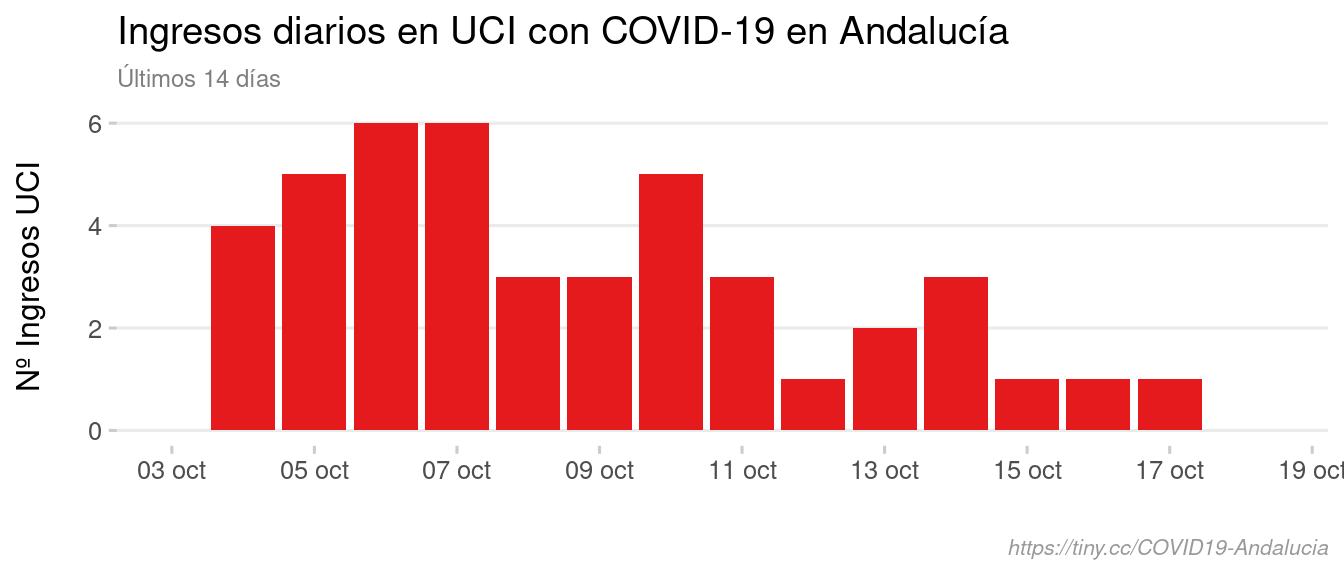 Ingresos diarios en UCI con COVID-19 en Andalucía
Últimos 14 días
Nº Ingresos UCI
6
4
2
0
03 oct 05 oct 07 oct 09 oct 11 oct 13 oct 15 oct 17 oct 19 oct
https://tiny.cc/COVID19-Andalucia